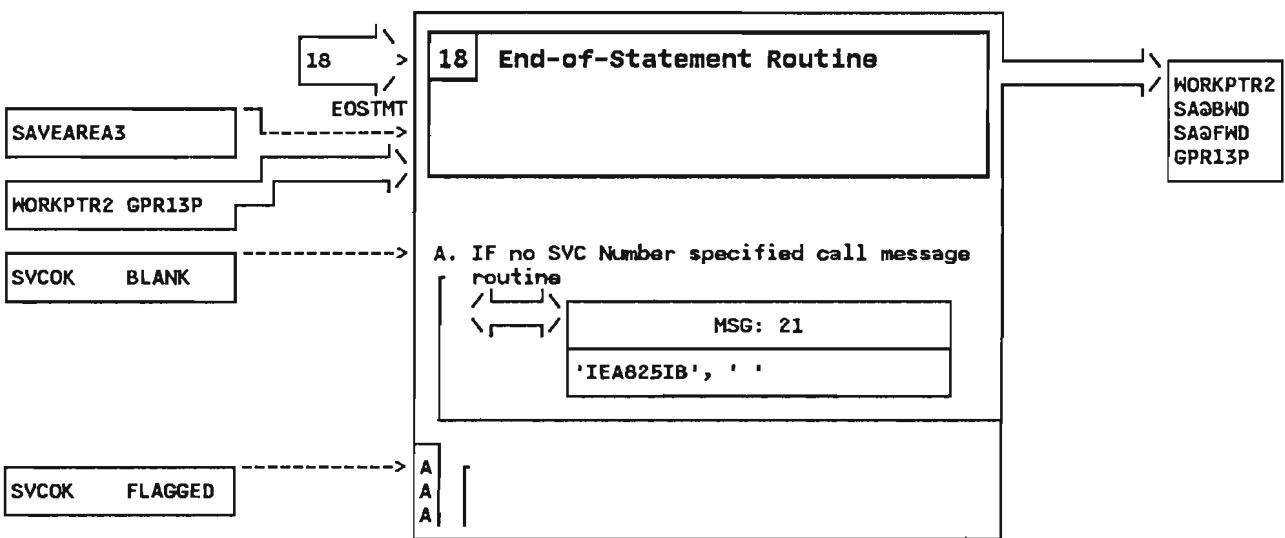 18
18 End-of-Statement Routine
EOSTMT
WORKPTR2
SA@BWD
SA@FWD
GPR13P
SAVEAREA3
WORKPTR2 GPR13P
A. IF no SVC Number specified call message
routine
SVCOK BLANK
MSG: 21
'IEA825IB', ' '
SVCOK FLAGGED
A
A
A